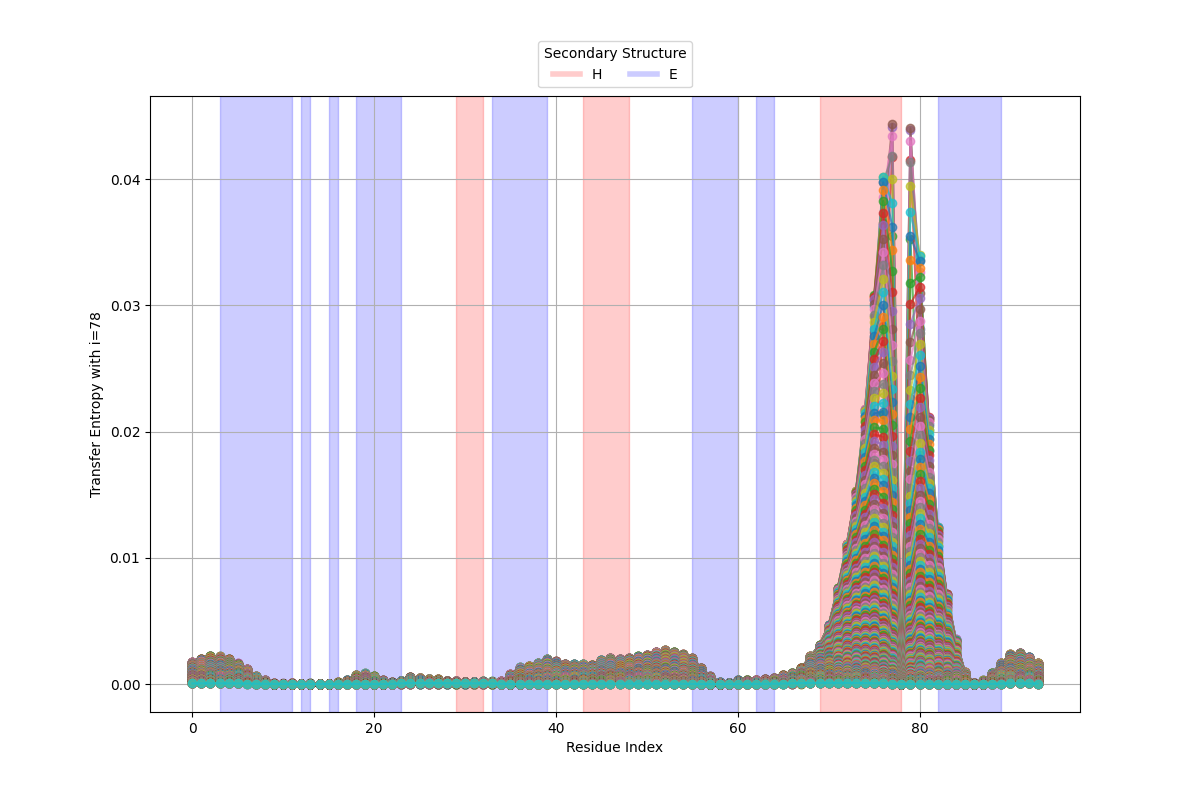 Secondary Structure
H E
Transfer Entropy with i=78
0.04
0.03
0.02
0.01
0.00
0 20 40 60 80
Residue Index